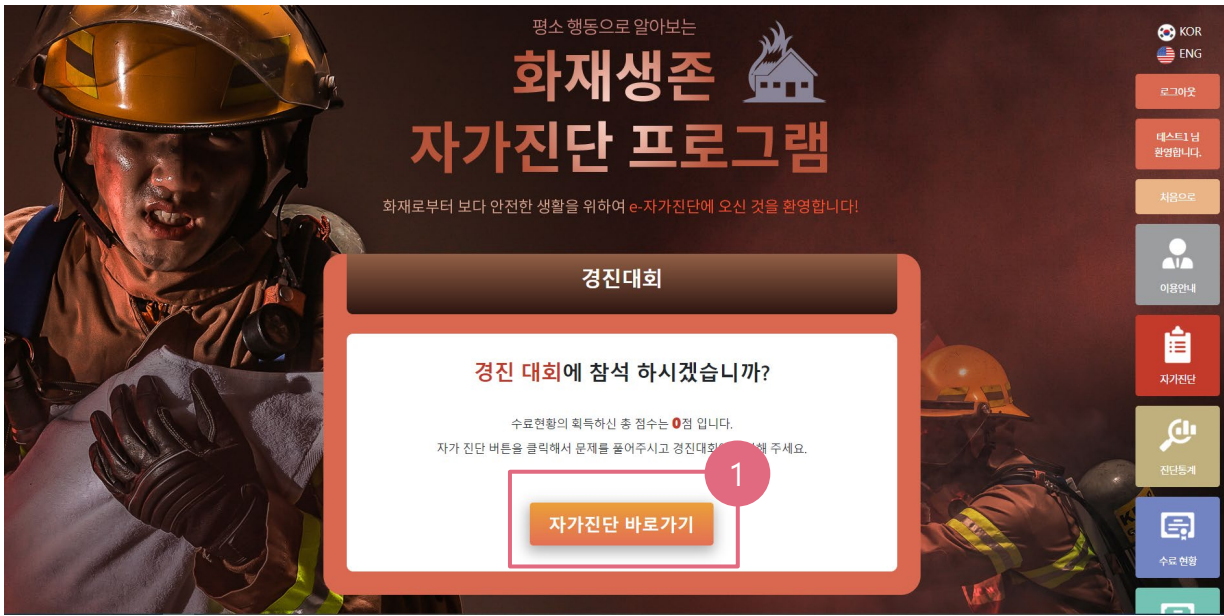 평소 행동으로 알아보는
화재생존
자가진단 프로그램
화재로부터 보다 안전한 생활을 위하여 e-자가진단에 오신 것을 환영합니다!
경진대회
경진 대회에 참석 하시겠습니까?
수료현황의 획득하신 총 점수는 0점 입니다.
자가 진단 버튼을 클릭해서 문제를 풀어주시고 경진대회 해 주세요.
1
자가진단 바로가기
KOR
ENG
로그아웃
테스트1 님
환영합니다.
처음으로
이용안내
자가진단
진단통계
수료 현황